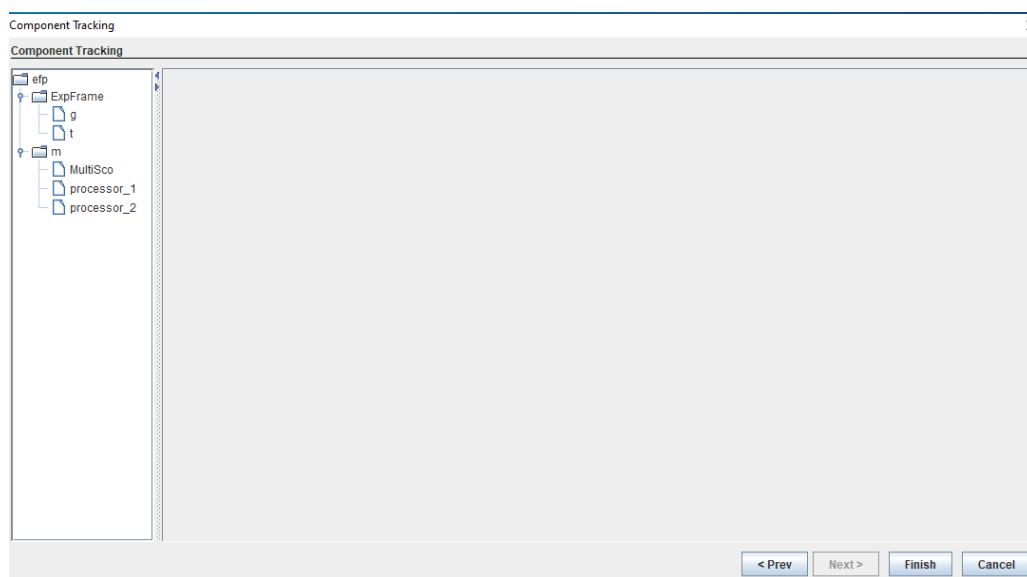 Component Tracking
Component Tracking
efp
ExpFrame
g
t
m
MultiSco
processor_1
processor_2
< Prev Next > Finish Cancel